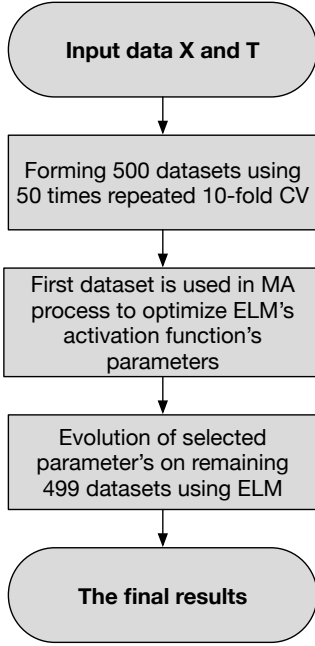 Input data X and T
Forming 500 datasets using
50 times repeated 10-fold CV
First dataset is used in MA
process to optimize ELM's
activation function's
parameters
Evolution of selected
parameter's on remaining
499 datasets using ELM
The final results